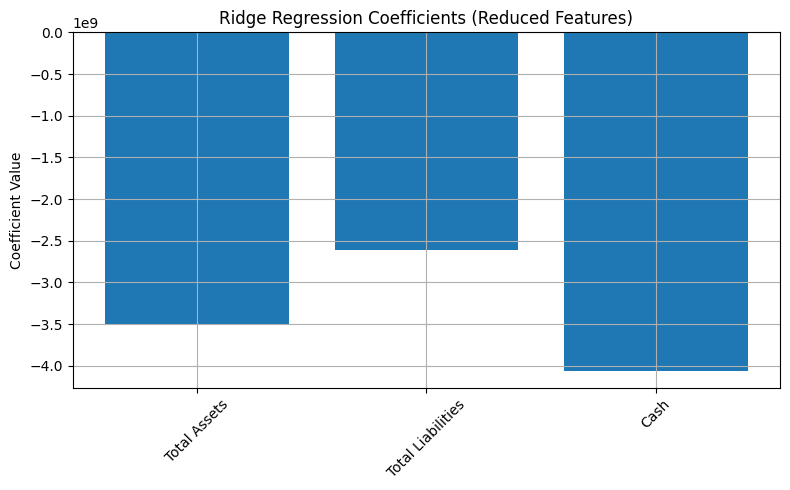 Ridge Regression Coefficients (Reduced Features)
1e9
0.0
−0.5
−1.0
−1.5
−2.0
−2.5
−3.0
−3.5
−4.0
Coefficient Value
Total Assets
Total Liabilities
Cash